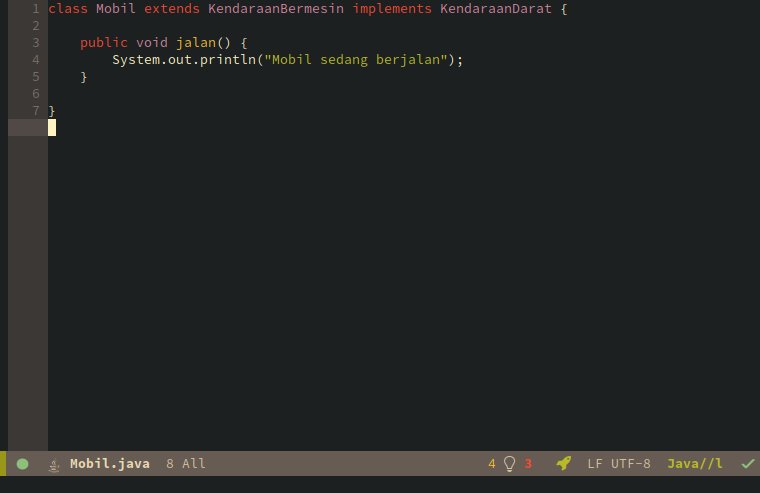 1 class Mobil extends KendaraanBermesin implements KendaraanDarat {
2
3     public void jalan() {
4         System.out.println("Mobil sedang berjalan");
5     }
6
7 }
Mobil.java 8 All 4 3 LF UTF-8 Java//l